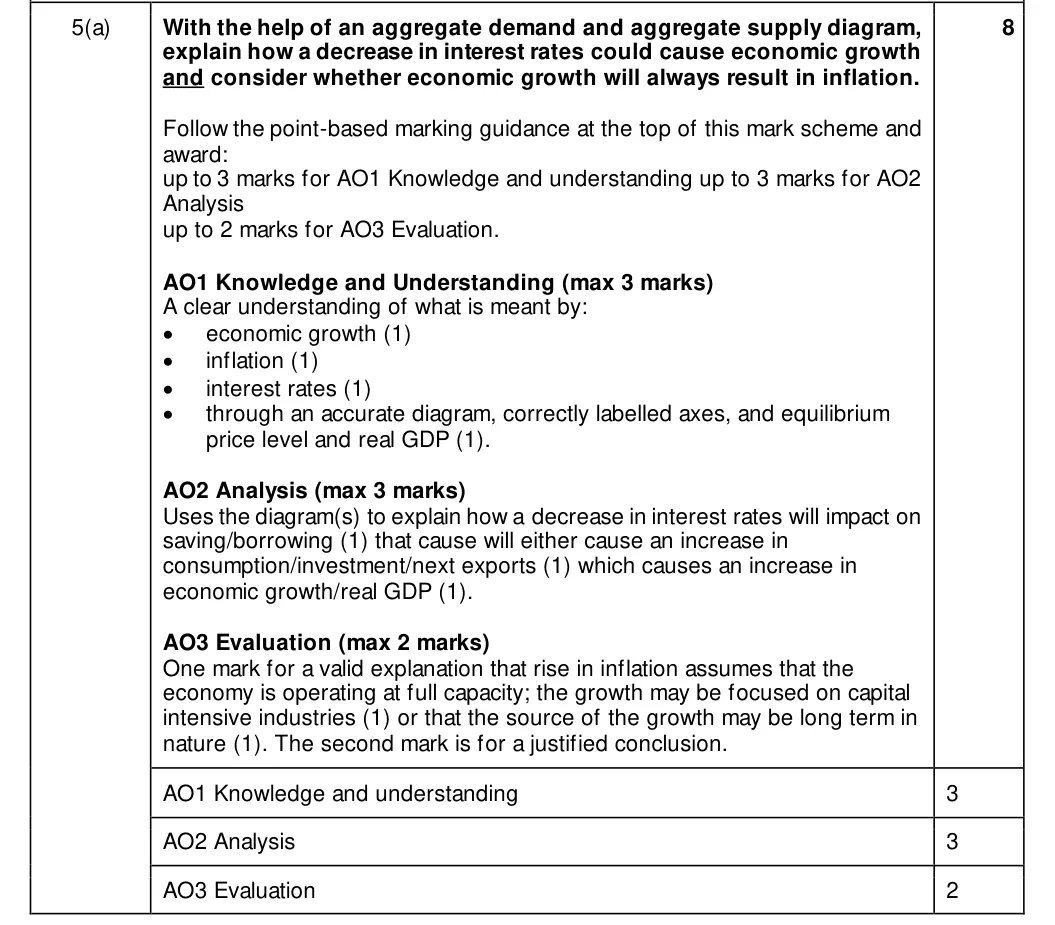 5(a) With the help of an aggregate demand and aggregate supply diagram, 8
explain how a decrease in interest rates could cause economic growth
and consider whether economic growth will always result in inflation.
Follow the point-based marking guidance at the top of this mark scheme and
award:
up to 3 marks for AO1 Knowledge and understanding up to 3 marks for AO2
Analysis
up to 2 marks for AO3 Evaluation.
AO1 Knowledge and Understanding (max 3 marks)
A clear understanding of what is meant by:
• economic growth (1)
• inflation (1)
• interest rates (1)
• through an accurate diagram, correctly labelled axes, and equilibrium
price level and real GDP (1).
AO2 Analysis (max 3 marks)
Uses the diagram(s) to explain how a decrease in interest rates will impact on
saving/borrowing (1) that cause will either cause an increase in
consumption/investment/next exports (1) which causes an increase in
economic growth/real GDP (1).
AO3 Evaluation (max 2 marks)
One mark for a valid explanation that rise in inflation assumes that the
economy is operating at full capacity; the growth may be focused on capital
intensive industries (1) or that the source of the growth may be long term in
nature (1). The second mark is for a justified conclusion.
AO1 Knowledge and understanding 3
AO2 Analysis 3
AO3 Evaluation 2